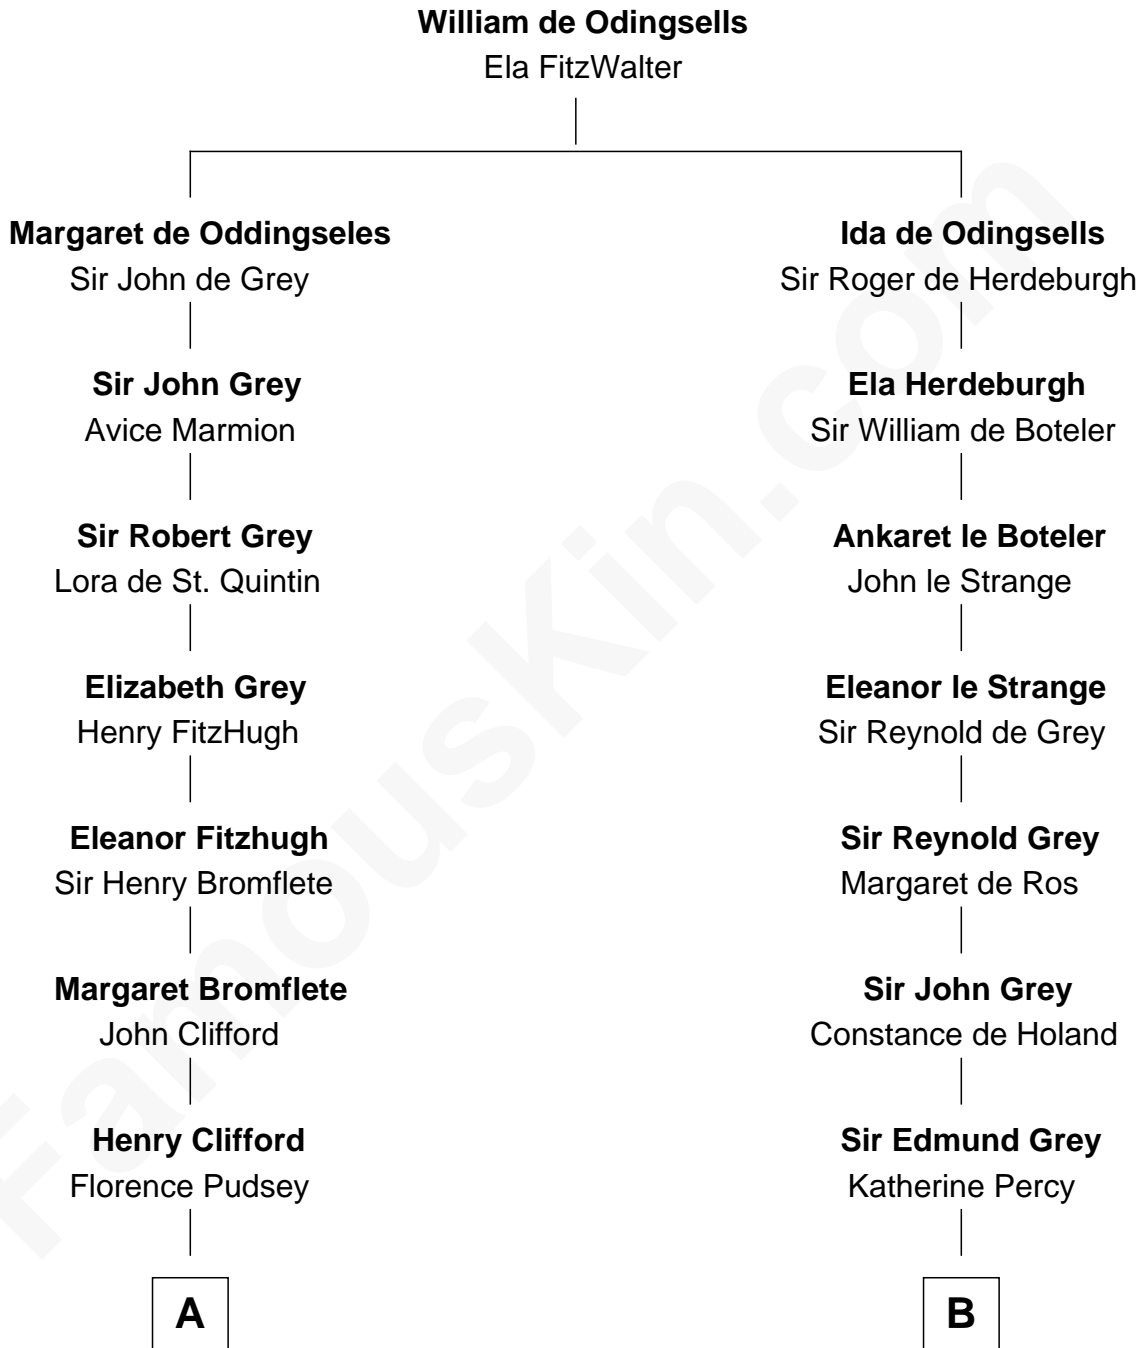 William de Odingsells
Ela FitzWalter
Margaret de Oddingseles
Sir John de Grey
Ida de Odingsells
Sir Roger de Herdeburgh
Sir John Grey
Avice Marmion
Ela Herdeburgh
Sir William de Boteler
Sir Robert Grey
Lora de St. Quintin
Ankaret le Boteler
John le Strange
Elizabeth Grey
Henry FitzHugh
Eleanor le Strange
Sir Reynold de Grey
Eleanor Fitzhugh
Sir Henry Bromflete
Sir Reynold Grey
Margaret de Ros
Margaret Bromflete
John Clifford
Sir John Grey
Constance de Holand
Henry Clifford
Florence Pudsey
Sir Edmund Grey
Katherine Percy
A
B
FamousKin.com